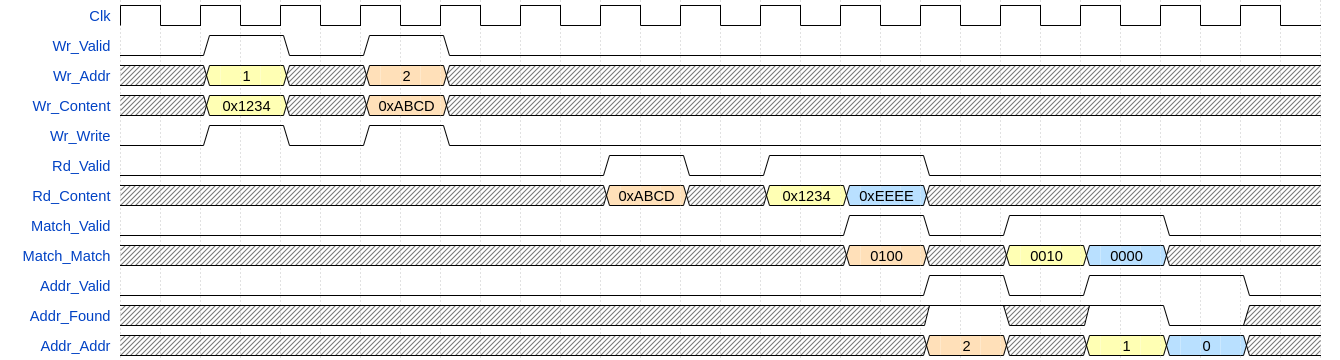 Clk
Wr_Valid
Wr_Addr 1 2
Wr_Content 0x1234 0xABCD
Wr_Write
Rd_Valid
Rd_Content 0xABCD 0x1234 0xEEEE
Match_Valid
Match_Match 0100 0010 0000
Addr_Valid
Addr_Found
Addr_Addr 2 1 0